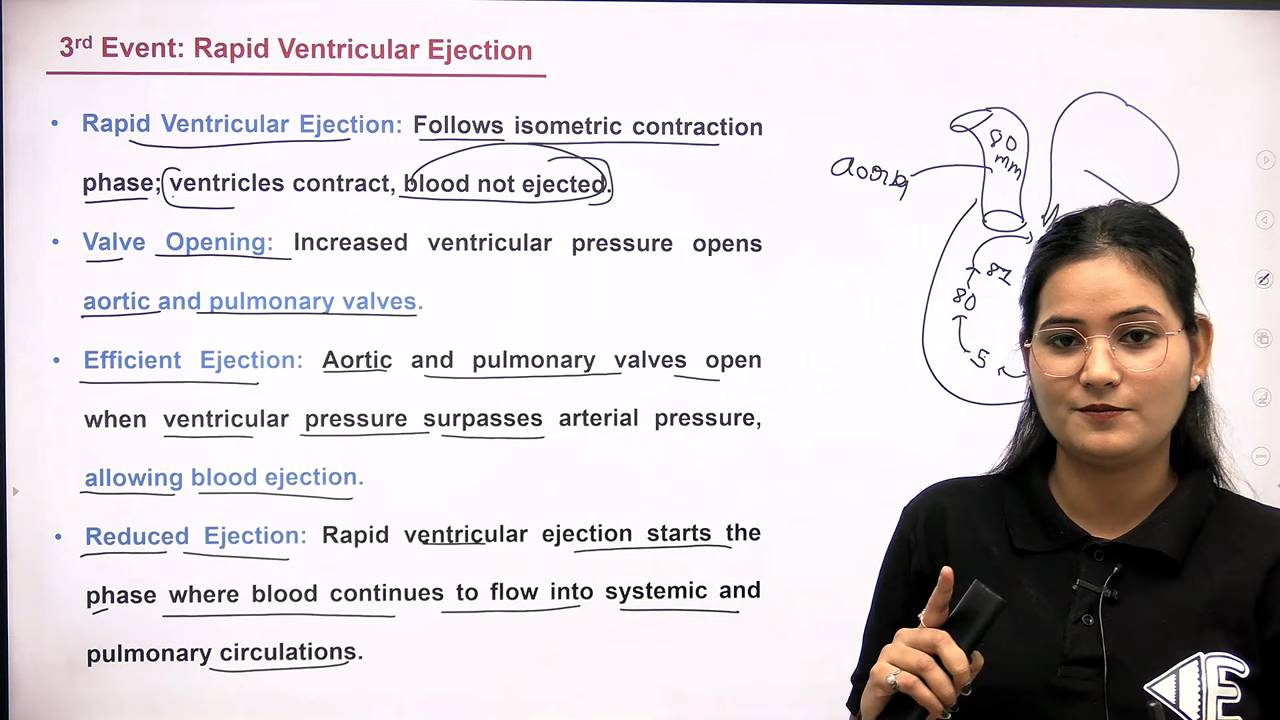 3rd Event: Rapid Ventricular Ejection
• Rapid Ventricular Ejection: Follows isometric contraction
phase; ventricles contract, blood not ejected.
• Valve Opening: Increased ventricular pressure opens
aortic and pulmonary valves.
• Efficient Ejection: Aortic and pulmonary valves open
when ventricular pressure surpasses arterial pressure,
allowing blood ejection.
• Reduced Ejection: Rapid ventricular ejection starts the
phase where blood continues to flow into systemic and
pulmonary circulations.
80
mm
aorta
81
80
5
E